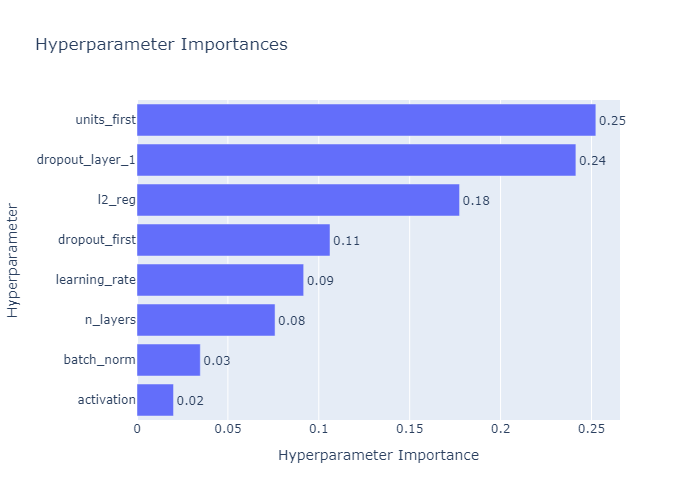 Hyperparameter Importances
Hyperparameter
units_first 0.25
dropout_layer_1 0.24
l2_reg 0.18
dropout_first 0.11
learning_rate 0.09
n_layers 0.08
batch_norm 0.03
activation 0.02
0 0.05 0.1 0.15 0.2 0.25
Hyperparameter Importance